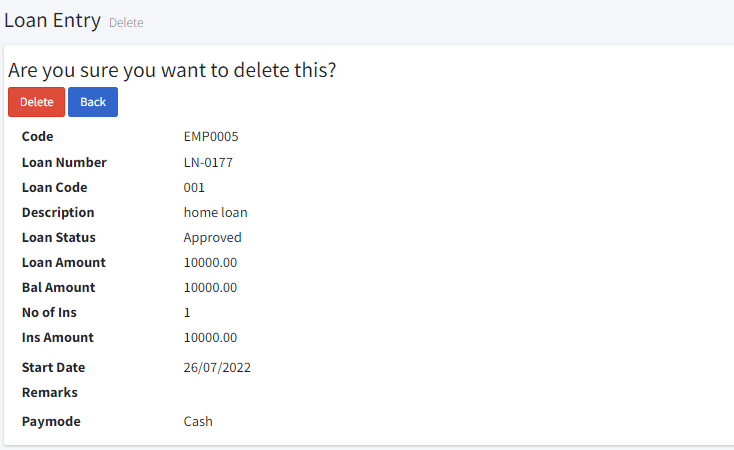 Loan Entry Delete
Are you sure you want to delete this?
Delete Back
Code EMP0005
Loan Number LN-0177
Loan Code 001
Description home loan
Loan Status Approved
Loan Amount 10000.00
Bal Amount 10000.00
No of Ins 1
Ins Amount 10000.00
Start Date 26/07/2022
Remarks
Paymode Cash